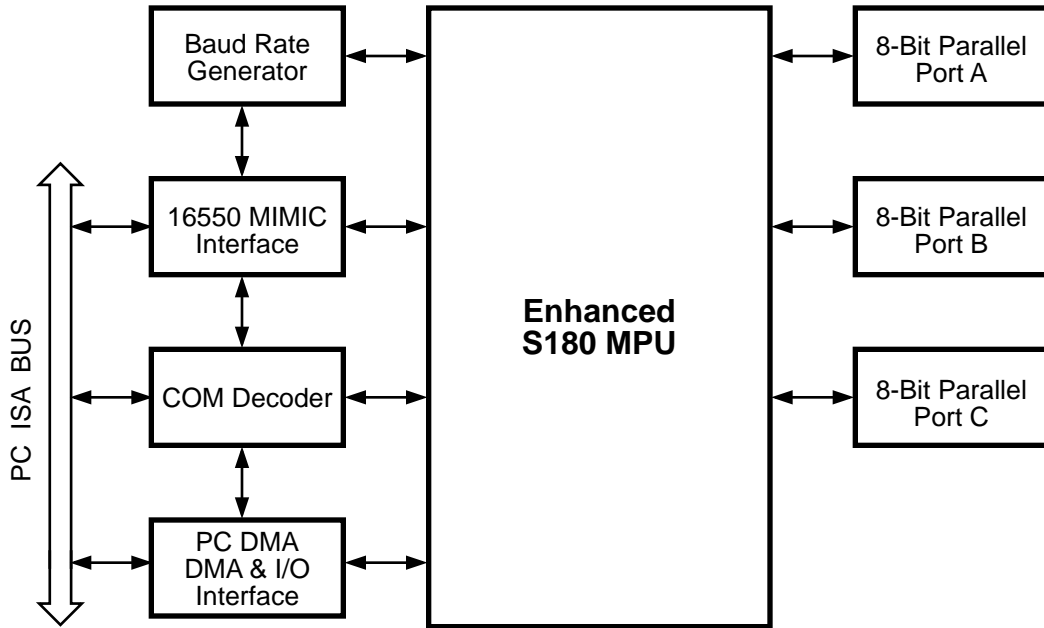 Baud Rate
Generator
16550 MIMIC
Interface
COM Decoder
PC DMA
DMA & I/O
Interface
PC ISA BUS
Enhanced
S180 MPU
8-Bit Parallel
Port A
8-Bit Parallel
Port B
8-Bit Parallel
Port C